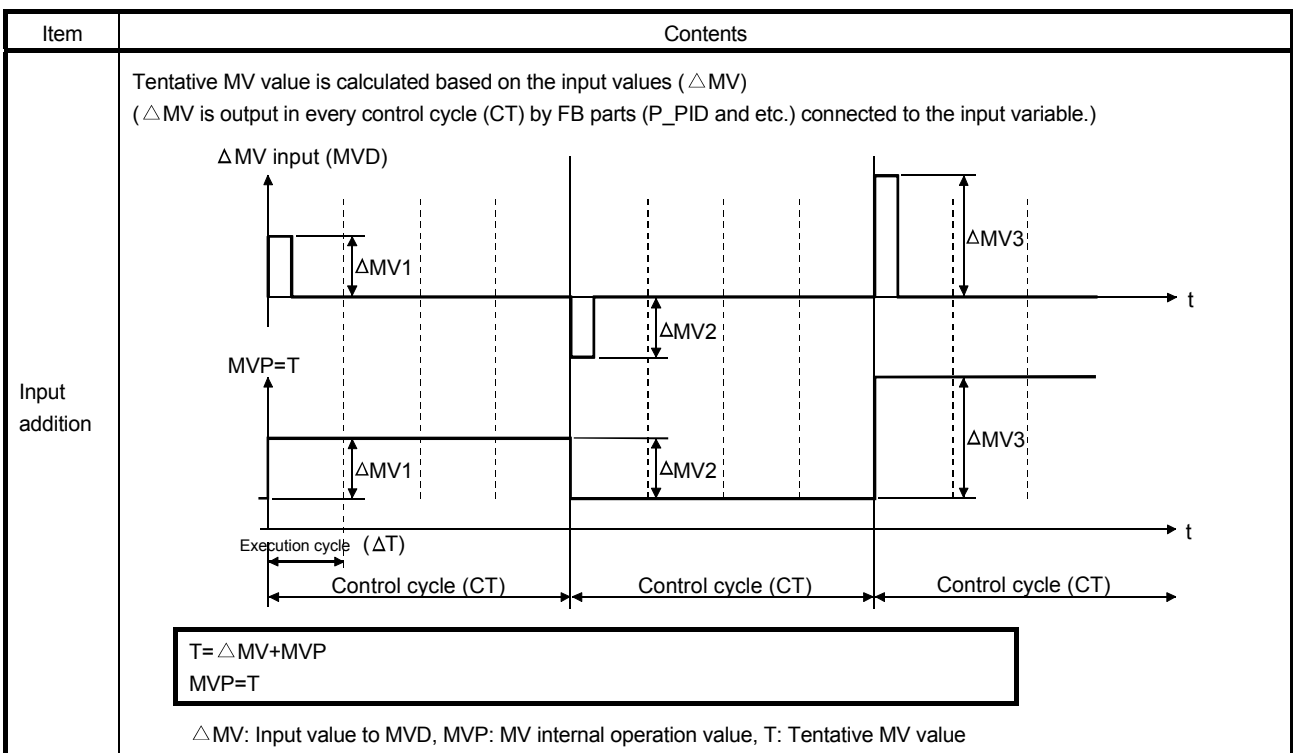 Item
Contents
Input
addition
Tentative MV value is calculated based on the input values (△MV)
(△MV is output in every control cycle (CT) by FB parts (P_PID and etc.) connected to the input variable.)
ΔMV input (MVD)
ΔMV1
ΔMV2
ΔMV3
t
MVP=T
ΔMV1
ΔMV2
ΔMV3
t
Execution cycle (ΔT)
Control cycle (CT)
Control cycle (CT)
Control cycle (CT)
T=△MV+MVP
MVP=T
△MV: Input value to MVD, MVP: MV internal operation value, T: Tentative MV value